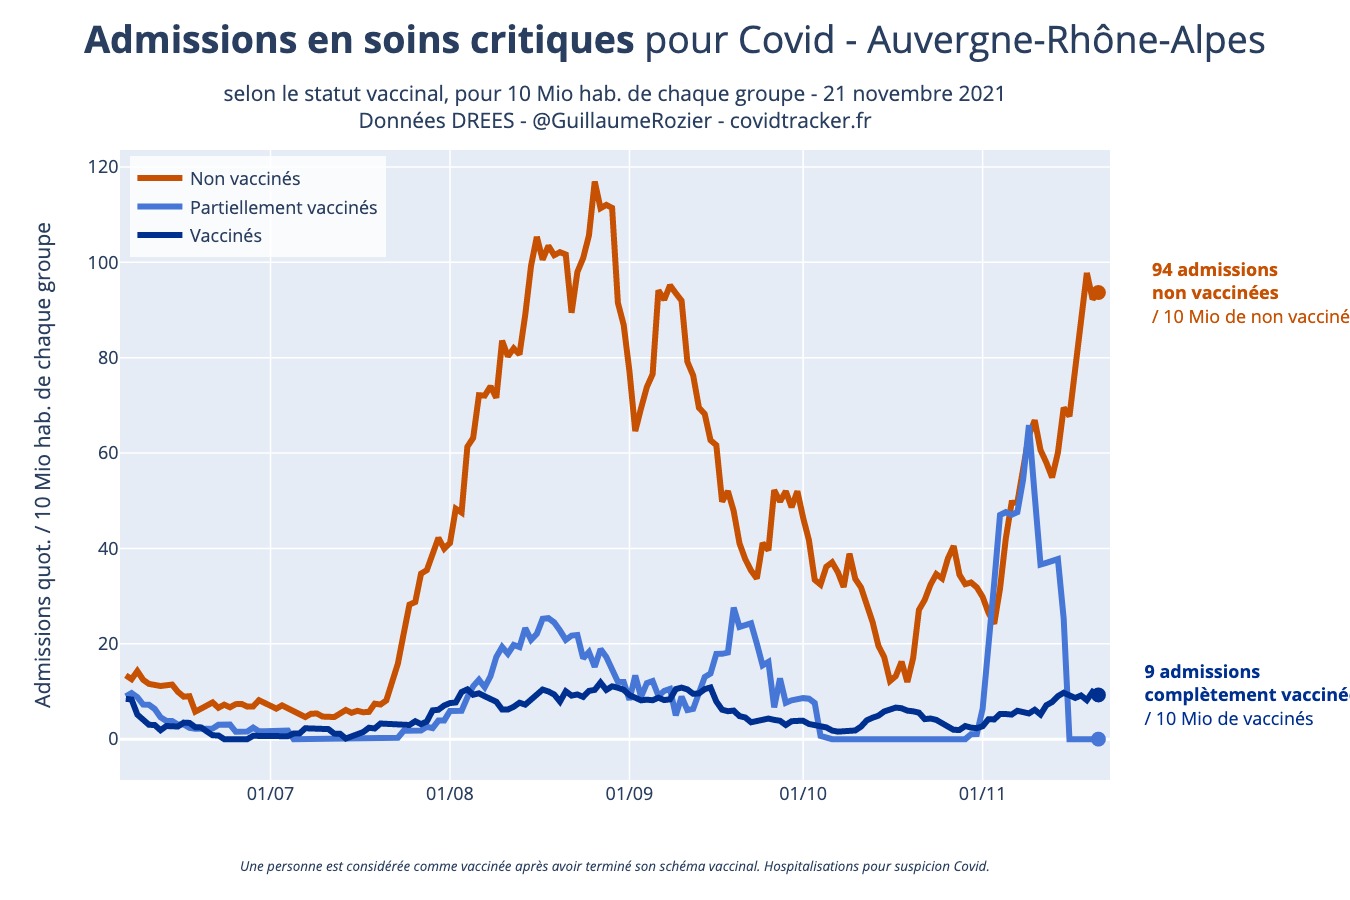 Admissions en soins critiques pour Covid - Auvergne-Rhône-Alpes
selon le statut vaccinal, pour 10 Mio hab. de chaque groupe - 21 novembre 2021
Données DREES - @GuillaumeRozier - covidtracker.fr
Admissions quot. / 10 Mio hab. de chaque groupe
120
100
80
60
40
20
0
Non vaccinés
Partiellement vaccinés
Vaccinés
94 admissions
non vaccinées
/ 10 Mio de non vacciné
9 admissions
complètement vacciné
/ 10 Mio de vaccinés
01/07
01/08
01/09
01/10
01/11
Une personne est considérée comme vaccinée après avoir terminé son schéma vaccinal. Hospitalisations pour suspicion Covid.